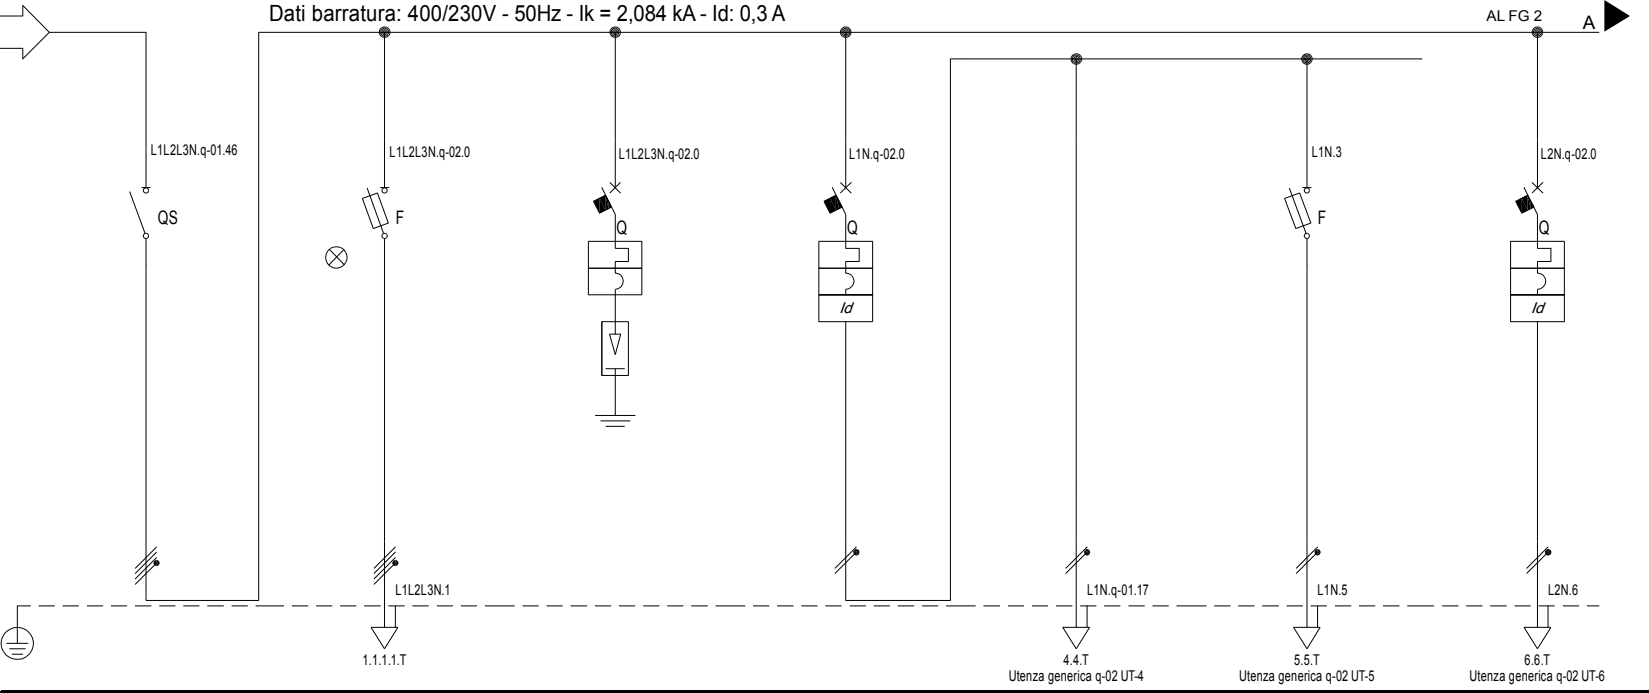 Dati barratura: 400/230V - 50Hz - Ik = 2,084 kA - Id: 0,3 A
AL FG 2
A
L1L2L3N.q-01.46
L1L2L3N.q-02.0
L1L2L3N.q-02.0
L1N.q-02.0
L1N.3
L2N.q-02.0
QS
F
Q
Q
F
Q
Id
Id
L1L2L3N.1
L1N.q-01.17
L1N.5
L2N.6
1.1.1.1.T
4.4.T
5.5.T
6.6.T
Utenza generica q-02 UT-4
Utenza generica q-02 UT-5
Utenza generica q-02 UT-6